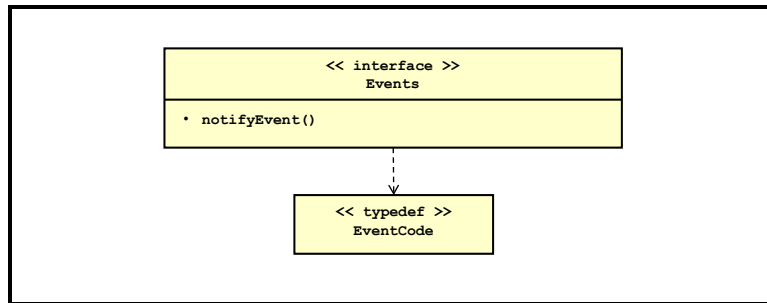 << interface >>
Events
• notifyEvent()
<< typedef >>
EventCode